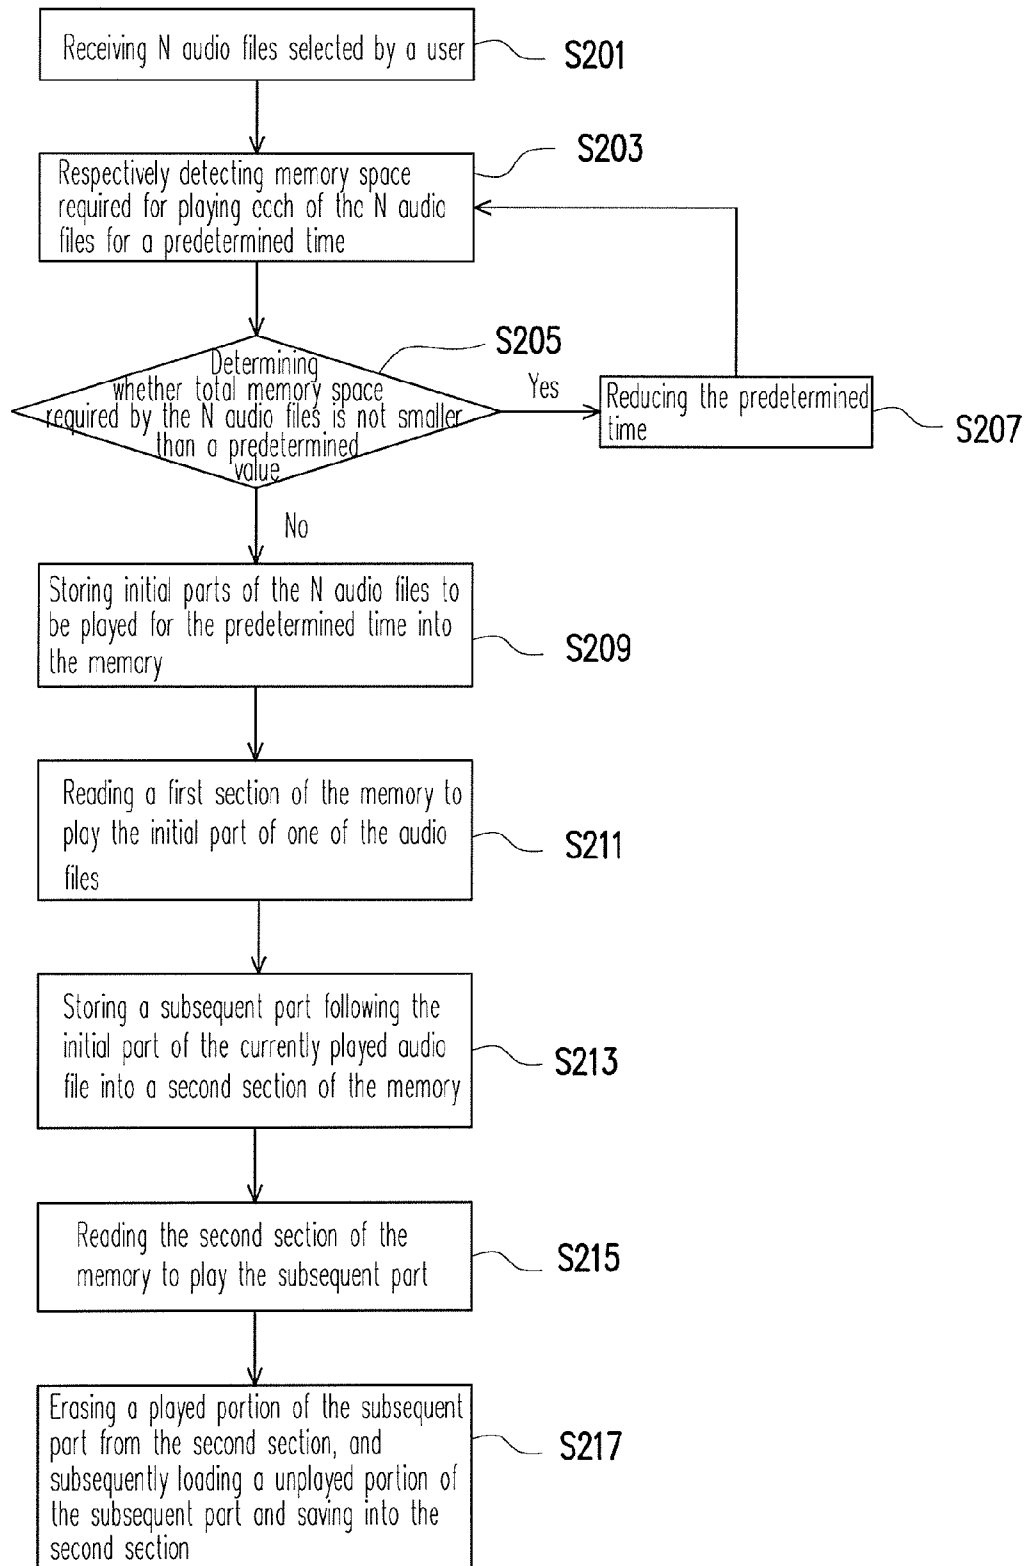 Receiving N audio files selected by a user
S201
S203
Respectively detecting memory space
required for playing each of the N audio
files for a predetermined time
S205
Determining
whether total memory space
required by the N audio files is not smaller
than a predetermined
value
Yes
Reducing the predetermined
time
S207
No
Storing initial parts of the N audio files to
be played for the predetermined time into
the memory
S209
Reading a first section of the memory to
play the initial part of one of the audio
files
S211
Storing a subsequent part following the
initial part of the currently played audio
file into a second section of the memory
S213
Reading the second section of the
memory to play the subsequent part
S215
Erasing a played portion of the subsequent
part from the second section, and
subsequently loading a unplayed portion of
the subsequent part and saving into the
second section
S217